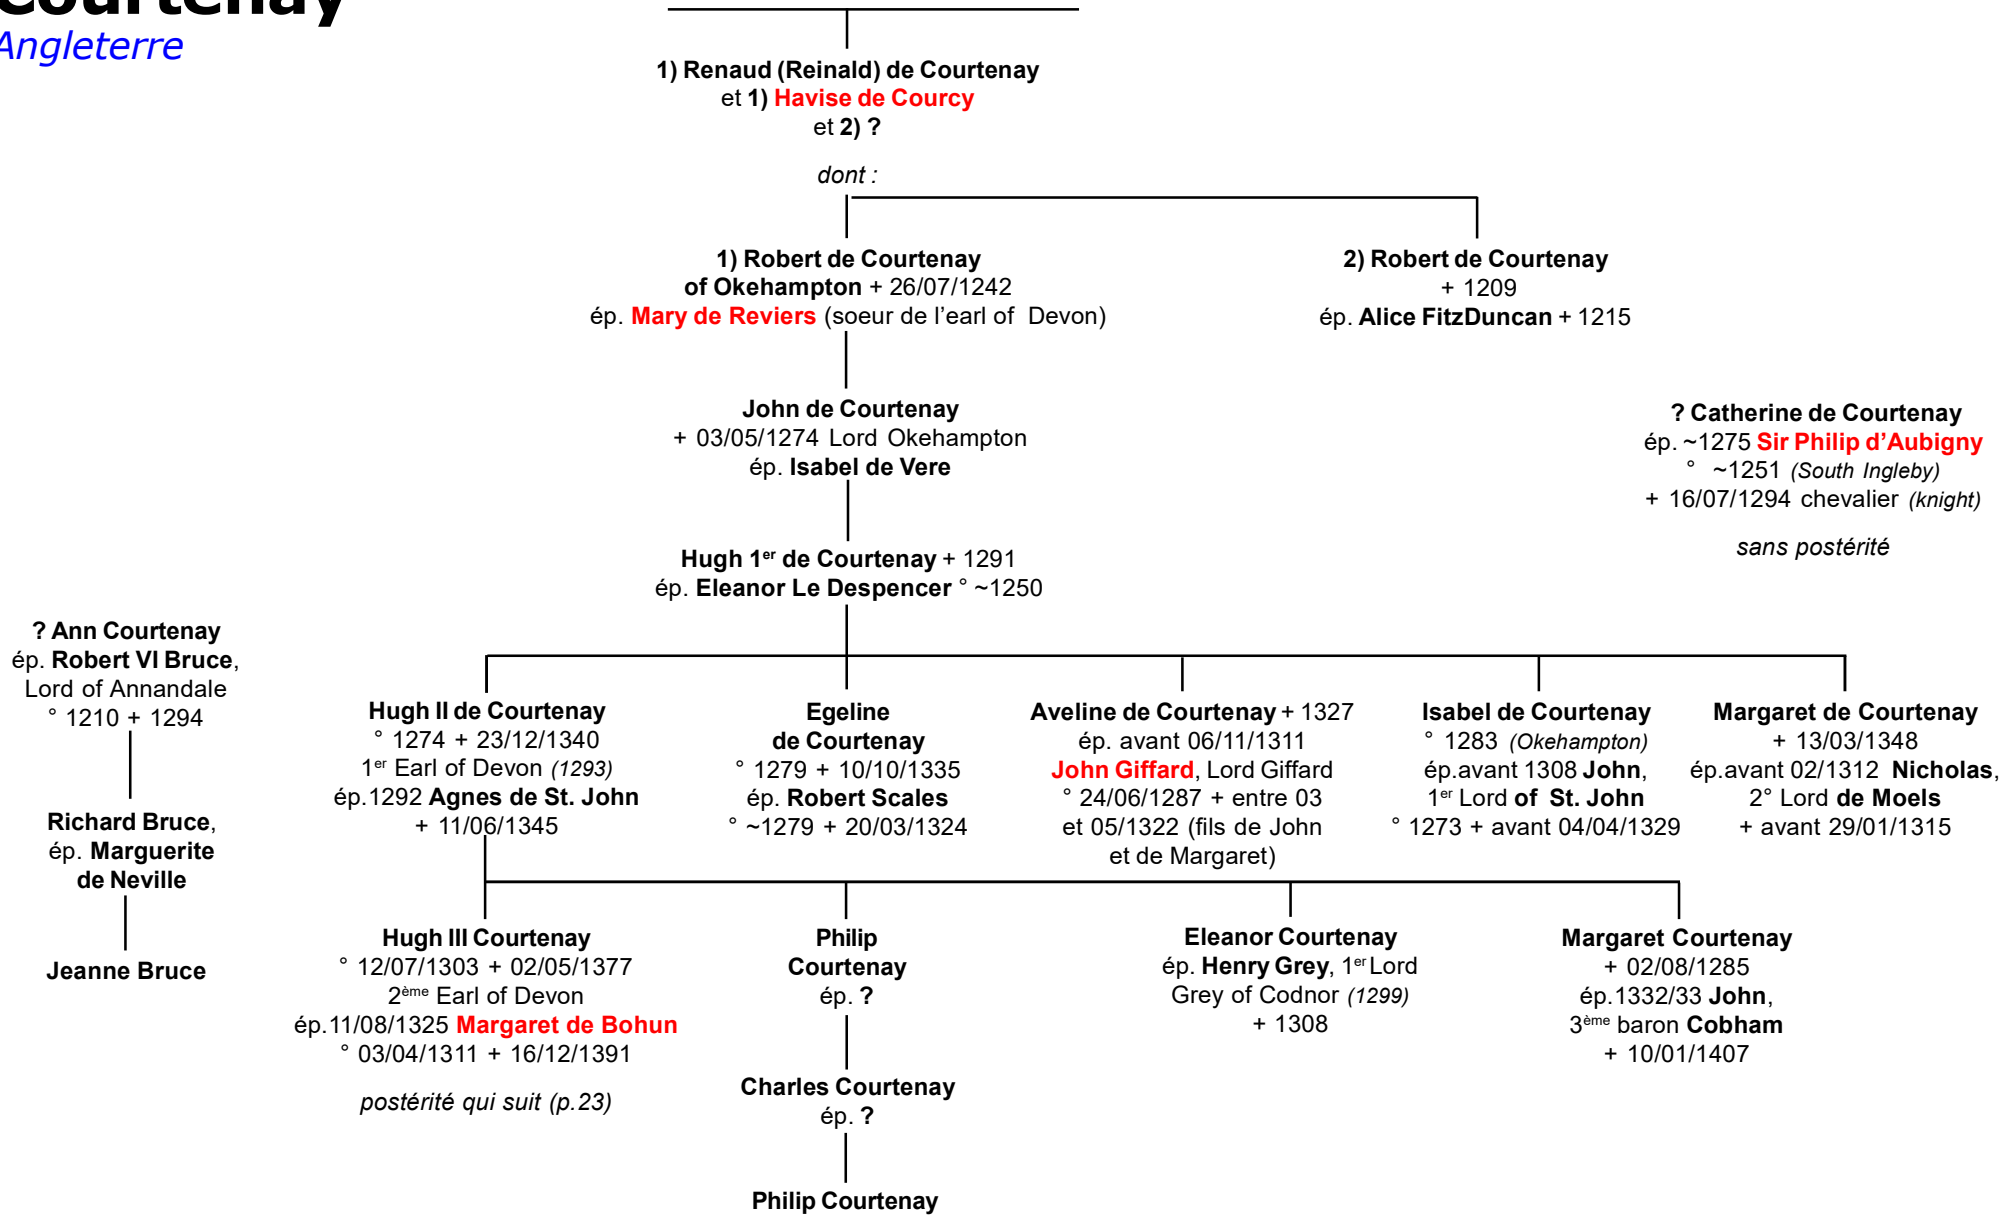 Courtenay
Angleterre
1) Renaud (Reinald) de Courtenay
et 1) Havise de Courcy
et 2) ?
dont :
1) Robert de Courtenay
of Okehampton + 26/07/1242
ép. Mary de Reviers (soeur de l'earl of Devon)
2) Robert de Courtenay
+ 1209
ép. Alice FitzDuncan + 1215
John de Courtenay
+ 03/05/1274 Lord Okehampton
ép. Isabel de Vere
? Catherine de Courtenay
ép. ~1275 Sir Philip d'Aubigny
° ~1251 (South Ingleby)
+ 16/07/1294 chevalier (knight)
sans postérité
Hugh 1er de Courtenay + 1291
ép. Eleanor Le Despencer ° ~1250
? Ann Courtenay
ép. Robert VI Bruce,
Lord of Annandale
° 1210 + 1294
Richard Bruce,
ép. Marguerite
de Neville
Jeanne Bruce
Hugh II de Courtenay
° 1274 + 23/12/1340
1er Earl of Devon (1293)
ép.1292 Agnes de St. John
+ 11/06/1345
Egeline
de Courtenay
° 1279 + 10/10/1335
ép. Robert Scales
° ~1279 + 20/03/1324
Aveline de Courtenay + 1327
ép. avant 06/11/1311
John Giffard, Lord Giffard
° 24/06/1287 + entre 03
et 05/1322 (fils de John
et de Margaret)
Isabel de Courtenay
° 1283 (Okehampton)
ép.avant 1308 John,
1er Lord of St. John
° 1273 + avant 04/04/1329
Margaret de Courtenay
+ 13/03/1348
ép.avant 02/1312 Nicholas,
2° Lord de Moels
+ avant 29/01/1315
Hugh III Courtenay
° 12/07/1303 + 02/05/1377
2ème Earl of Devon
ép.11/08/1325 Margaret de Bohun
° 03/04/1311 + 16/12/1391
postérité qui suit (p.23)
Philip
Courtenay
ép. ?
Charles Courtenay
ép. ?
Philip Courtenay
Eleanor Courtenay
ép. Henry Grey, 1er Lord
Grey of Codnor (1299)
+ 1308
Margaret Courtenay
+ 02/08/1285
ép.1332/33 John,
3ème baron Cobham
+ 10/01/1407